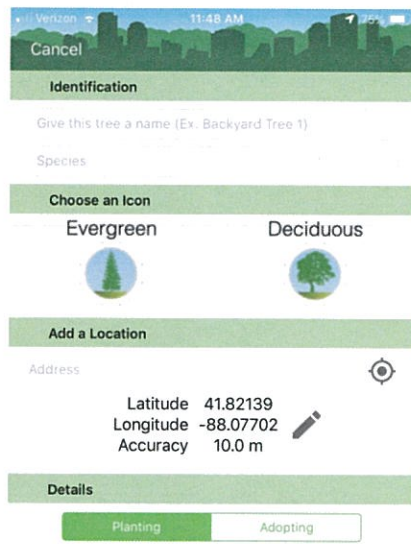 Verizon 11:48 AM 75%
Cancel
Identification
Give this tree a name (Ex. Backyard Tree 1)
Species
Choose an Icon
Evergreen Deciduous
Add a Location
Address
Latitude 41.82139
Longitude -88.07702
Accuracy 10.0 m
Details
Planting Adopting